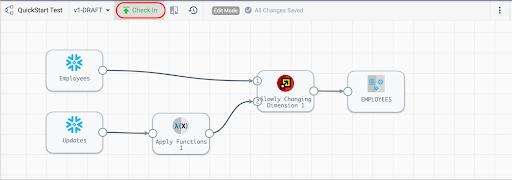 QuickStart Test
v1-DRAFT
Check-In
Edit Mode
All Changes Saved
Employees
1
2
Slowly Changing
Dimension 1
EMPLOYEES
Updates
λ(X)
Apply Functions
1